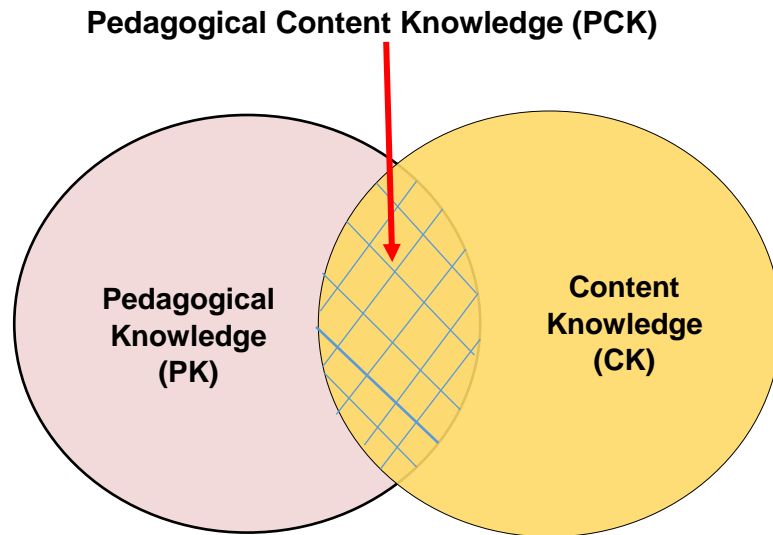 Pedagogical Content Knowledge (PCK)
Pedagogical
Knowledge
(PK)
Content
Knowledge
(CK)